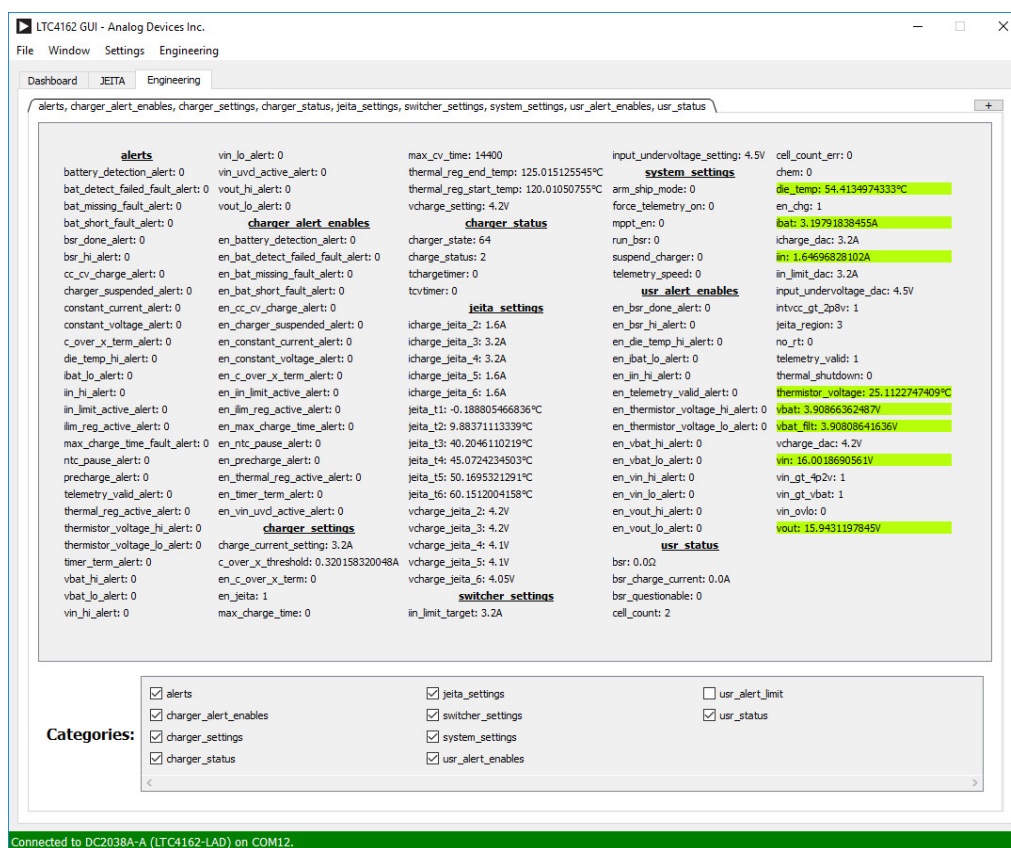 LTC4162 GUI - Analog Devices Inc.
File Window Settings Engineering
Dashboard JEITA Engineering
alerts, charger_alert_enables, charger_settings, charger_status, jeita_settings, switcher_settings, system_settings, usr_alert_enables, usr_status
+
alerts
battery_detection_alert: 0
bat_detect_failed_fault_alert: 0
bat_missing_fault_alert: 0
bat_short_fault_alert: 0
bsr_done_alert: 0
bsr_hi_alert: 0
cc_cv_charge_alert: 0
charger_suspended_alert: 0
constant_current_alert: 0
constant_voltage_alert: 0
c_over_x_term_alert: 0
die_temp_hi_alert: 0
ibat_lo_alert: 0
iin_hi_alert: 0
iin_limit_active_alert: 0
ilim_reg_active_alert: 0
max_charge_time_fault_alert: 0
ntc_pause_alert: 0
precharge_alert: 0
telemetry_valid_alert: 0
thermal_reg_active_alert: 0
thermistor_voltage_hi_alert: 0
thermistor_voltage_lo_alert: 0
timer_term_alert: 0
vbat_hi_alert: 0
vbat_lo_alert: 0
vin_hi_alert: 0
vin_lo_alert: 0
vin_uvcl_active_alert: 0
vout_hi_alert: 0
vout_lo_alert: 0
charger_alert_enables
en_battery_detection_alert: 0
en_bat_detect_failed_fault_alert: 0
en_bat_missing_fault_alert: 0
en_bat_short_fault_alert: 0
en_cc_cv_charge_alert: 0
en_charger_suspended_alert: 0
en_constant_current_alert: 0
en_constant_voltage_alert: 0
en_c_over_x_term_alert: 0
en_iin_limit_active_alert: 0
en_ilim_reg_active_alert: 0
en_max_charge_time_alert: 0
en_ntc_pause_alert: 0
en_precharge_alert: 0
en_thermal_reg_active_alert: 0
en_timer_term_alert: 0
en_vin_uvcl_active_alert: 0
charger_settings
charge_current_setting: 3.2A
c_over_x_threshold: 0.320158320048A
en_c_over_x_term: 0
en_jeita: 1
max_charge_time: 0
max_cv_time: 14400
thermal_reg_end_temp: 125.015125545°C
thermal_reg_start_temp: 120.01050755°C
vcharge_setting: 4.2V
charger_status
charger_state: 64
charge_status: 2
tchargetimer: 0
tcvtimer: 0
jeita_settings
icharge_jeita_2: 1.6A
icharge_jeita_3: 3.2A
icharge_jeita_4: 3.2A
icharge_jeita_5: 1.6A
icharge_jeita_6: 1.6A
jeita_t1: -0.188805466836°C
jeita_t2: 9.88371113339°C
jeita_t3: 40.2046110219°C
jeita_t4: 45.0724234503°C
jeita_t5: 50.1695321291°C
jeita_t6: 60.1512004158°C
vcharge_jeita_2: 4.2V
vcharge_jeita_3: 4.2V
vcharge_jeita_4: 4.1V
vcharge_jeita_5: 4.1V
vcharge_jeita_6: 4.05V
switcher_settings
iin_limit_target: 3.2A
input_undervoltage_setting: 4.5V
system_settings
arm_ship_mode: 0
force_telemetry_on: 0
mppt_en: 0
run_bsr: 0
suspend_charger: 0
telemetry_speed: 0
usr_alert_enables
en_bsr_done_alert: 0
en_bsr_hi_alert: 0
en_die_temp_hi_alert: 0
en_ibat_lo_alert: 0
en_iin_hi_alert: 0
en_telemetry_valid_alert: 0
en_thermistor_voltage_hi_alert: 0
en_thermistor_voltage_lo_alert: 0
en_vbat_hi_alert: 0
en_vbat_lo_alert: 0
en_vin_hi_alert: 0
en_vin_lo_alert: 0
en_vout_hi_alert: 0
en_vout_lo_alert: 0
usr_status
bsr: 0.0Ω
bsr_charge_current: 0.0A
bsr_questionable: 0
cell_count: 2
cell_count_err: 0
chem: 0
die_temp: 54.4134974333°C
en_chg: 1
ibat: 3.19791838455A
icharge_dac: 3.2A
iin: 1.64696828102A
iin_limit_dac: 3.2A
input_undervoltage_dac: 4.5V
intvcc_gt_2p8v: 1
jeita_region: 3
no_rt: 0
telemetry_valid: 1
thermal_shutdown: 0
thermistor_voltage: 25.1122747409°C
vbat: 3.90866362487V
vbat_filt: 3.90808641636V
vcharge_dac: 4.2V
vin: 16.0018690561V
vin_gt_4p2v: 1
vin_gt_vbat: 1
vin_ovlo: 0
vout: 15.9431197845V
Categories:
alerts
charger_alert_enables
charger_settings
charger_status
jeita_settings
switcher_settings
system_settings
usr_alert_enables
usr_alert_limit
usr_status
Connected to DC2038A-A (LTC4162-LAD) on COM12.